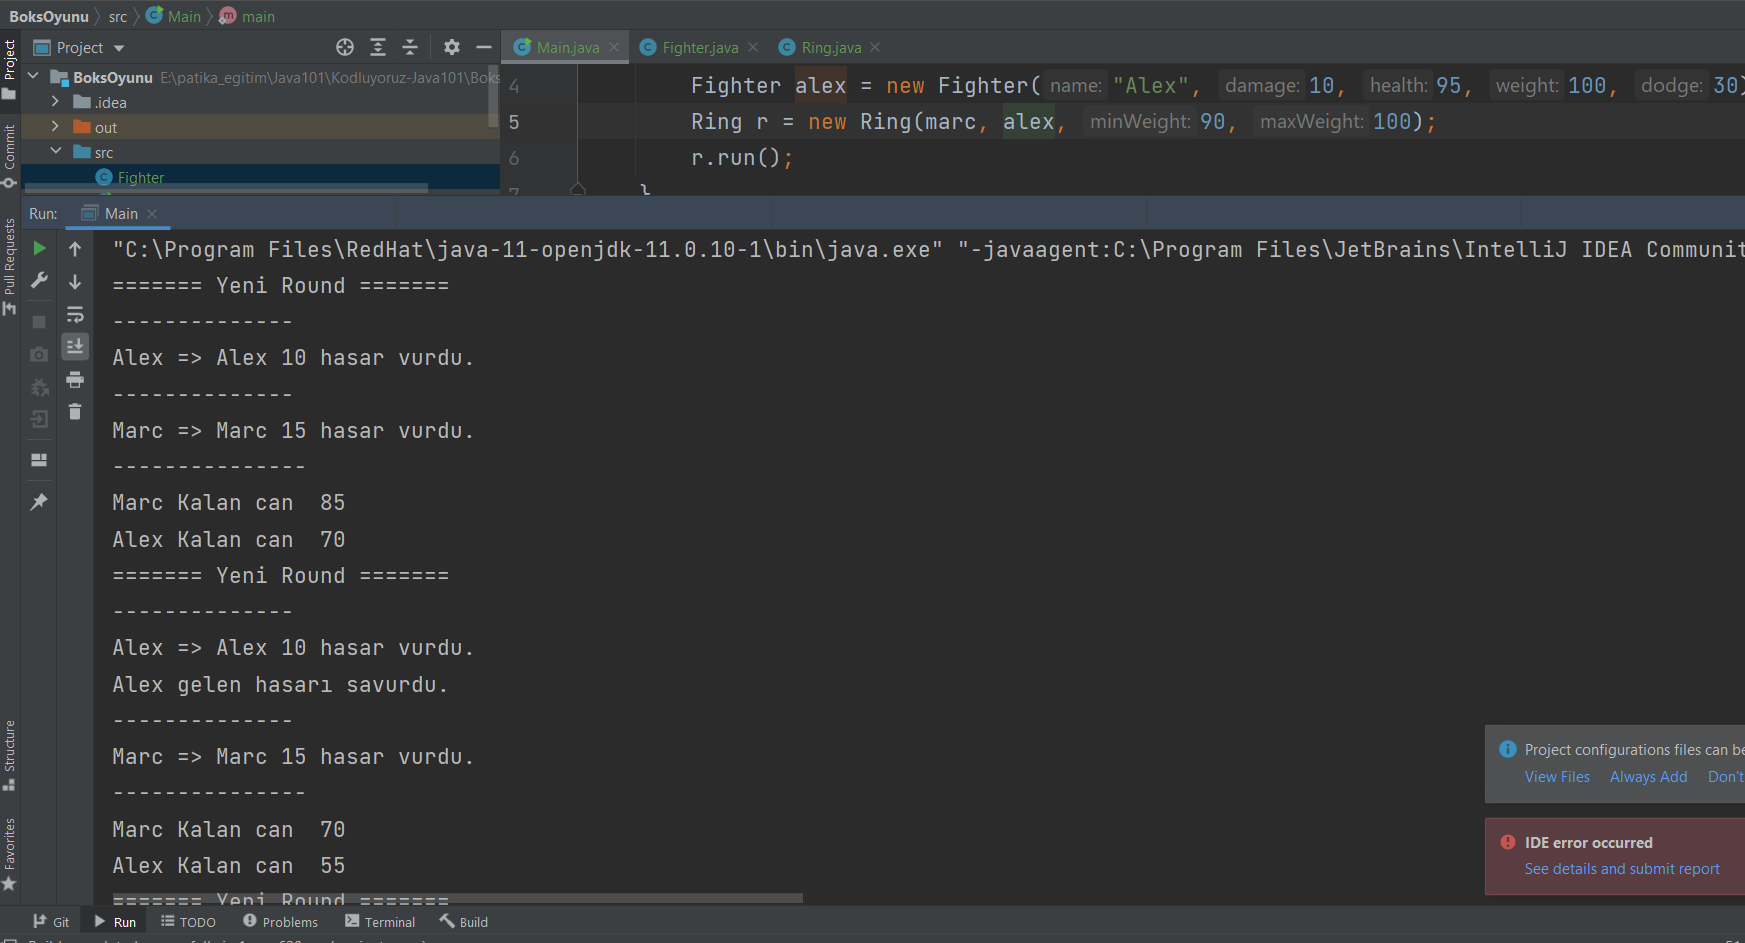 BoksOyunu src Main main
Project
Main.java Fighter.java Ring.java
BoksOyunu E:\patika_egitim\Java101\Kodluyoruz-Java101\Boks
.idea
out
src
Fighter
4 Fighter alex = new Fighter( name: "Alex", damage: 10, health: 95, weight: 100, dodge: 30)
5 Ring r = new Ring(marc, alex, minWeight: 90, maxWeight: 100);
6 r.run();
7 }
Project
Commit
Pull Requests
Structure
Favorites
Run: Main
"C:\Program Files\RedHat\java-11-openjdk-11.0.10-1\bin\java.exe" "-javaagent:C:\Program Files\JetBrains\IntelliJ IDEA Communit
======= Yeni Round =======
--------------
Alex => Alex 10 hasar vurdu.
--------------
Marc => Marc 15 hasar vurdu.
---------------
Marc Kalan can  85
Alex Kalan can  70
======= Yeni Round =======
--------------
Alex => Alex 10 hasar vurdu.
Alex gelen hasarı savurdu.
--------------
Marc => Marc 15 hasar vurdu.
---------------
Marc Kalan can  70
Alex Kalan can  55
======= Yeni Round =======
Project configurations files can be
View Files Always Add Don't
IDE error occurred
See details and submit report
Git Run TODO Problems Terminal Build